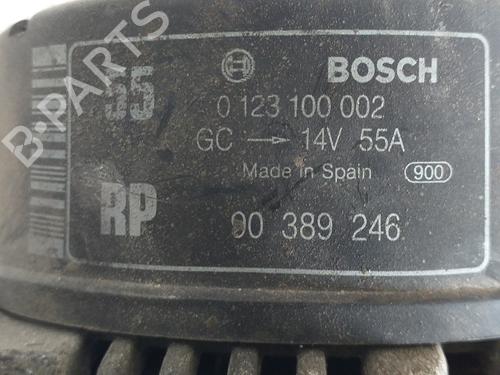 55
BOSCH
0 123 100 002
GC → 14V 55A
Made in Spain 900
RP
90 389 246
B-PARTS